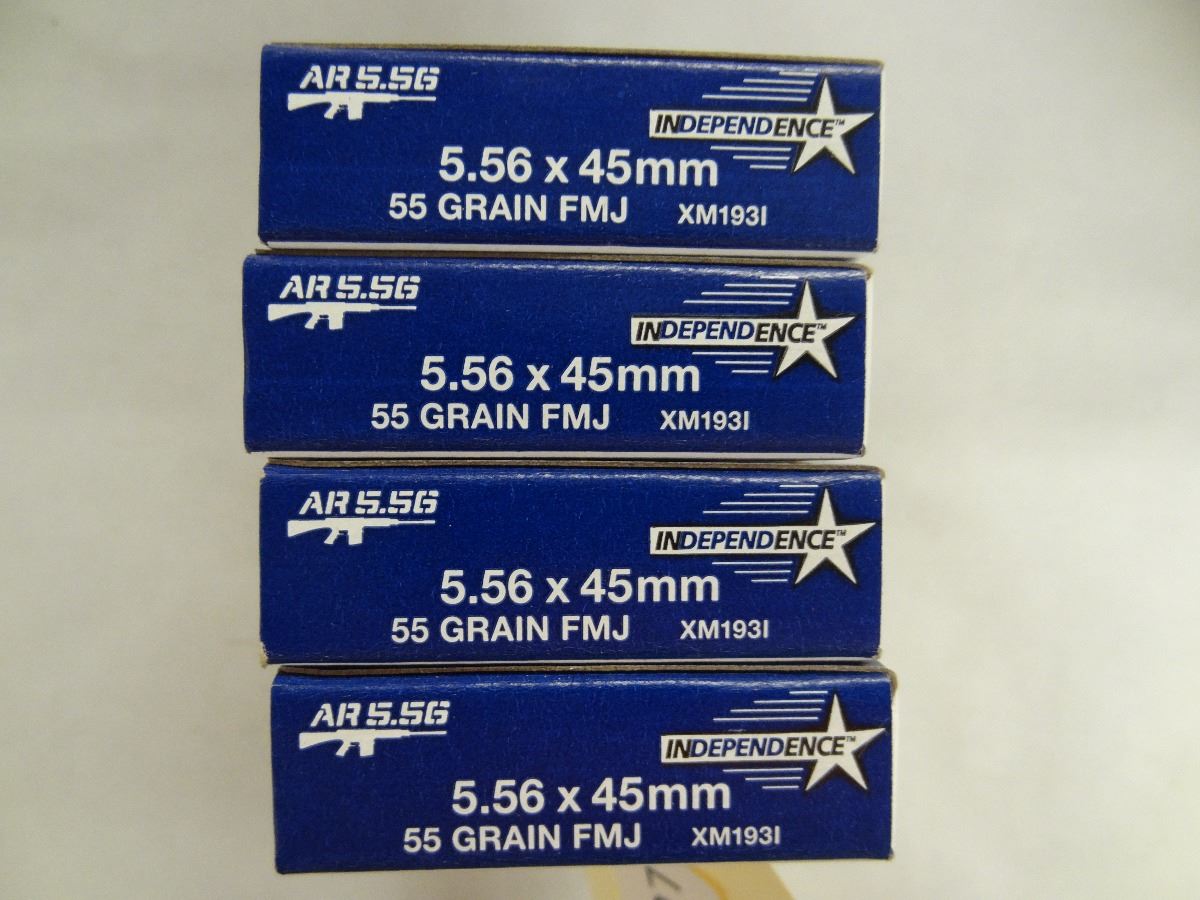 AR 5.56
INDEPENDENCE™
5.56 x 45mm
55 GRAIN FMJ XM193I
AR 5.56
INDEPENDENCE™
5.56 x 45mm
55 GRAIN FMJ XM193I
AR 5.56
INDEPENDENCE™
5.56 x 45mm
55 GRAIN FMJ XM193I
AR 5.56
INDEPENDENCE™
5.56 x 45mm
55 GRAIN FMJ XM193I